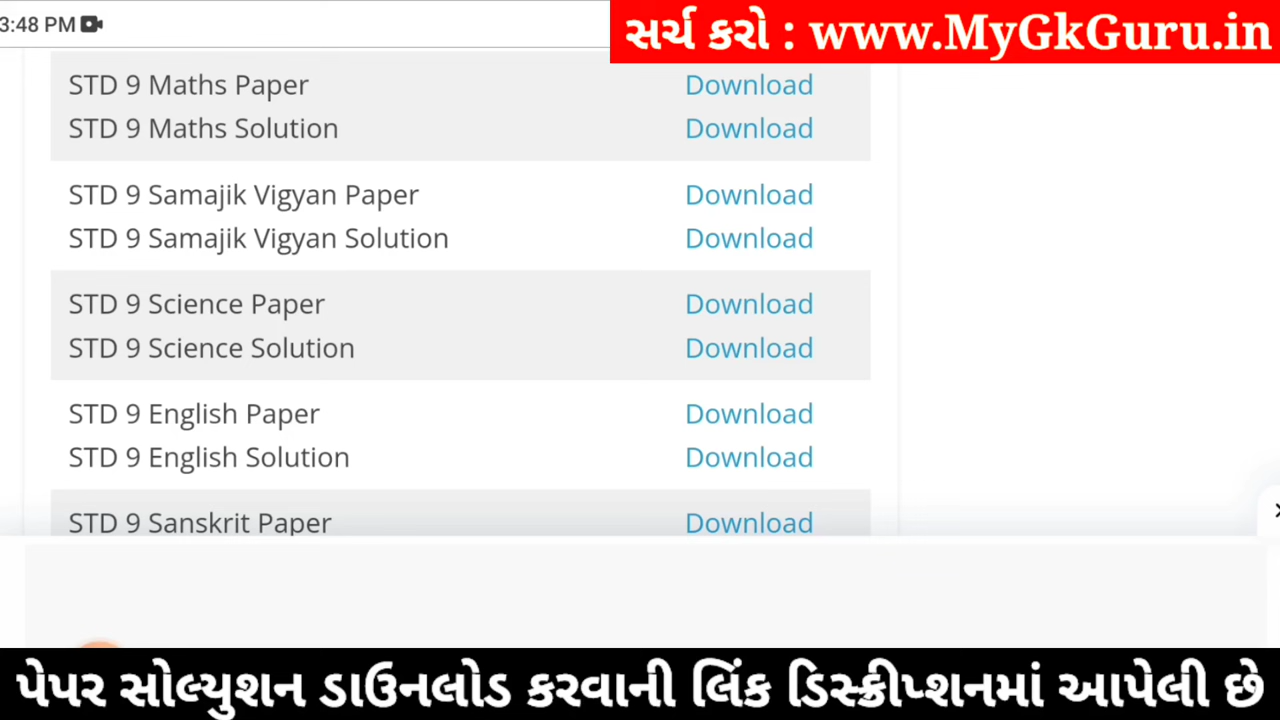 3:48 PM
સર્ચ કરો : www.MyGkGuru.in
STD 9 Maths Paper Download
STD 9 Maths Solution Download
STD 9 Samajik Vigyan Paper Download
STD 9 Samajik Vigyan Solution Download
STD 9 Science Paper Download
STD 9 Science Solution Download
STD 9 English Paper Download
STD 9 English Solution Download
STD 9 Sanskrit Paper Download
પેપર સોલ્યુશન ડાઉનલોડ કરવાની લિંક ડિસ્ક્રીપ્શનમાં આપેલી છે